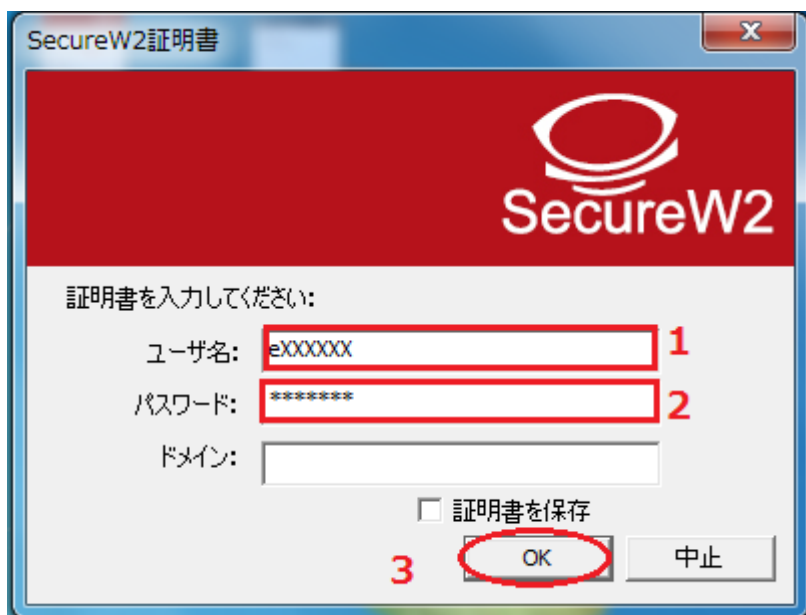 SecureW2証明書
SecureW2
証明書を入力してください:
ユーザ名: eXXXXXX 1
パスワード: ******* 2
ドメイン:
証明書を保存
3 OK 中止